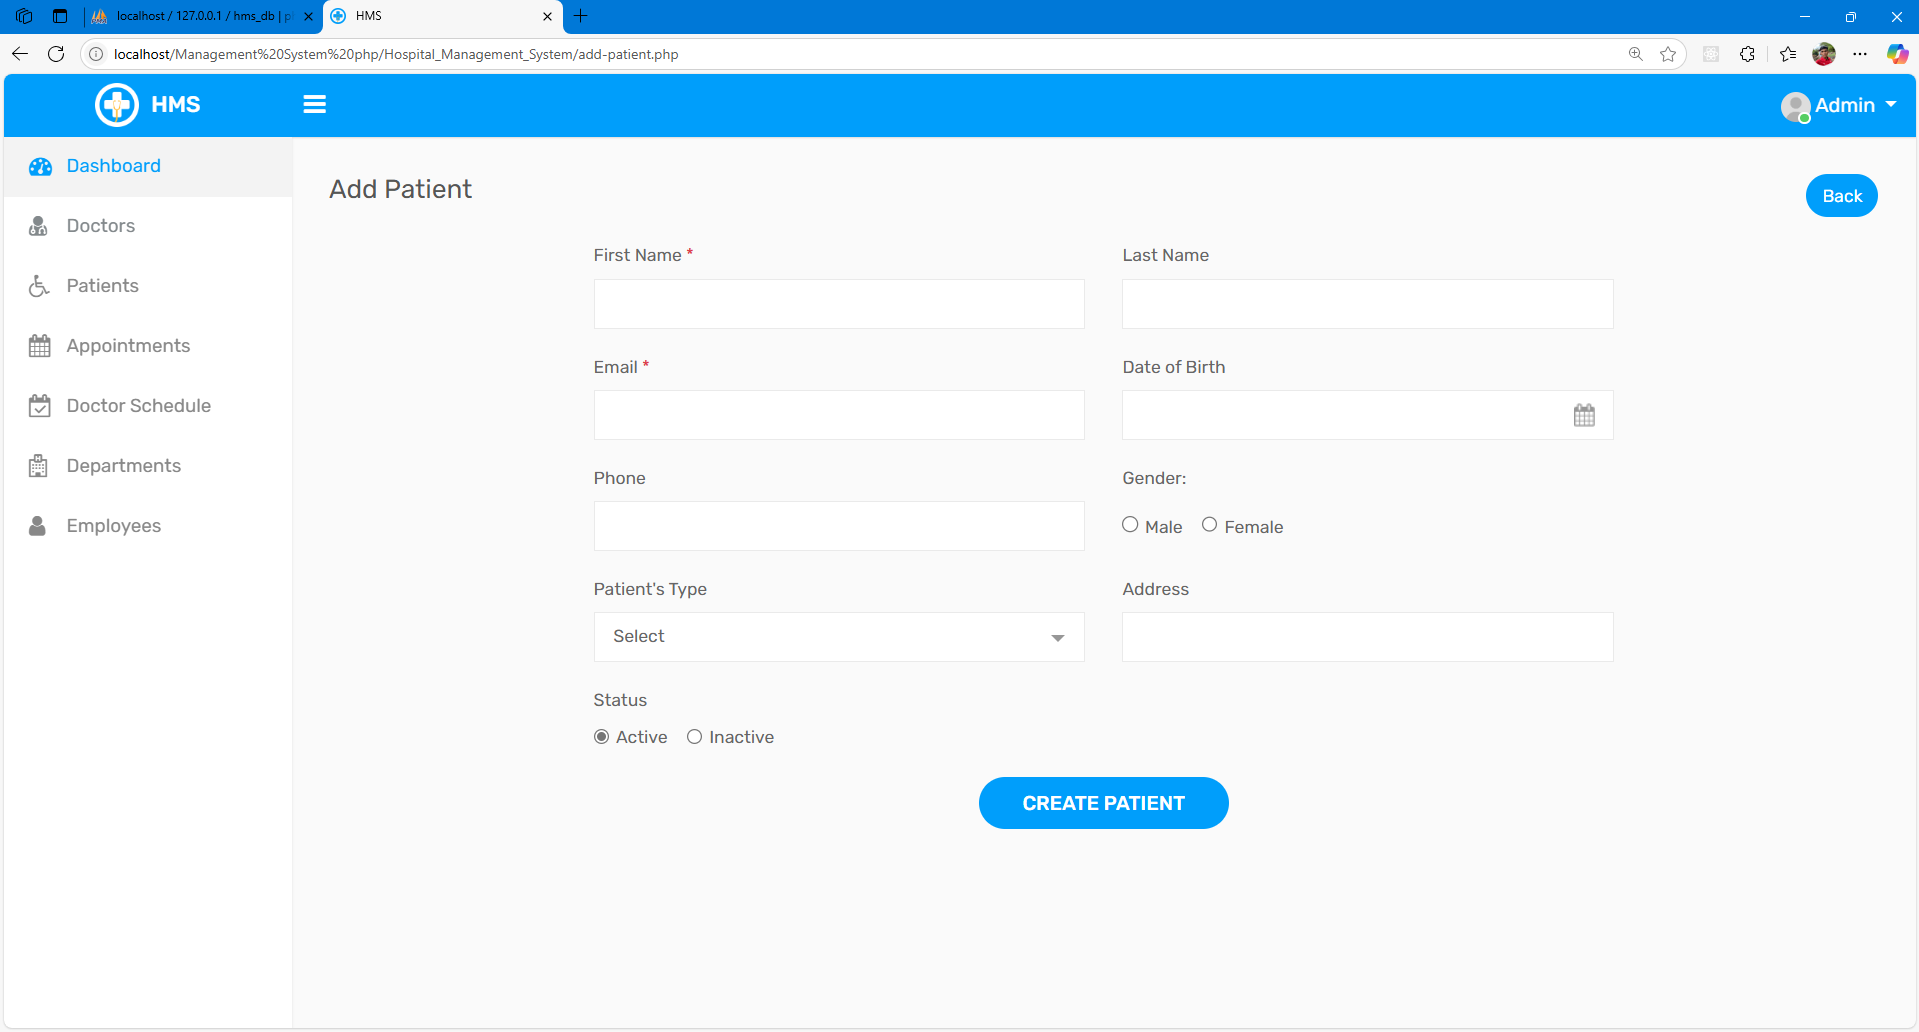 localhost / 127.0.0.1 / hms_db | pl
HMS
localhost/Management%20System%20php/Hospital_Management_System/add-patient.php
HMS
Admin
Dashboard
Doctors
Patients
Appointments
Doctor Schedule
Departments
Employees
Add Patient
Back
First Name *
Last Name
Email *
Date of Birth
Phone
Gender:
Male
Female
Patient's Type
Address
Select
Status
Active
Inactive
CREATE PATIENT